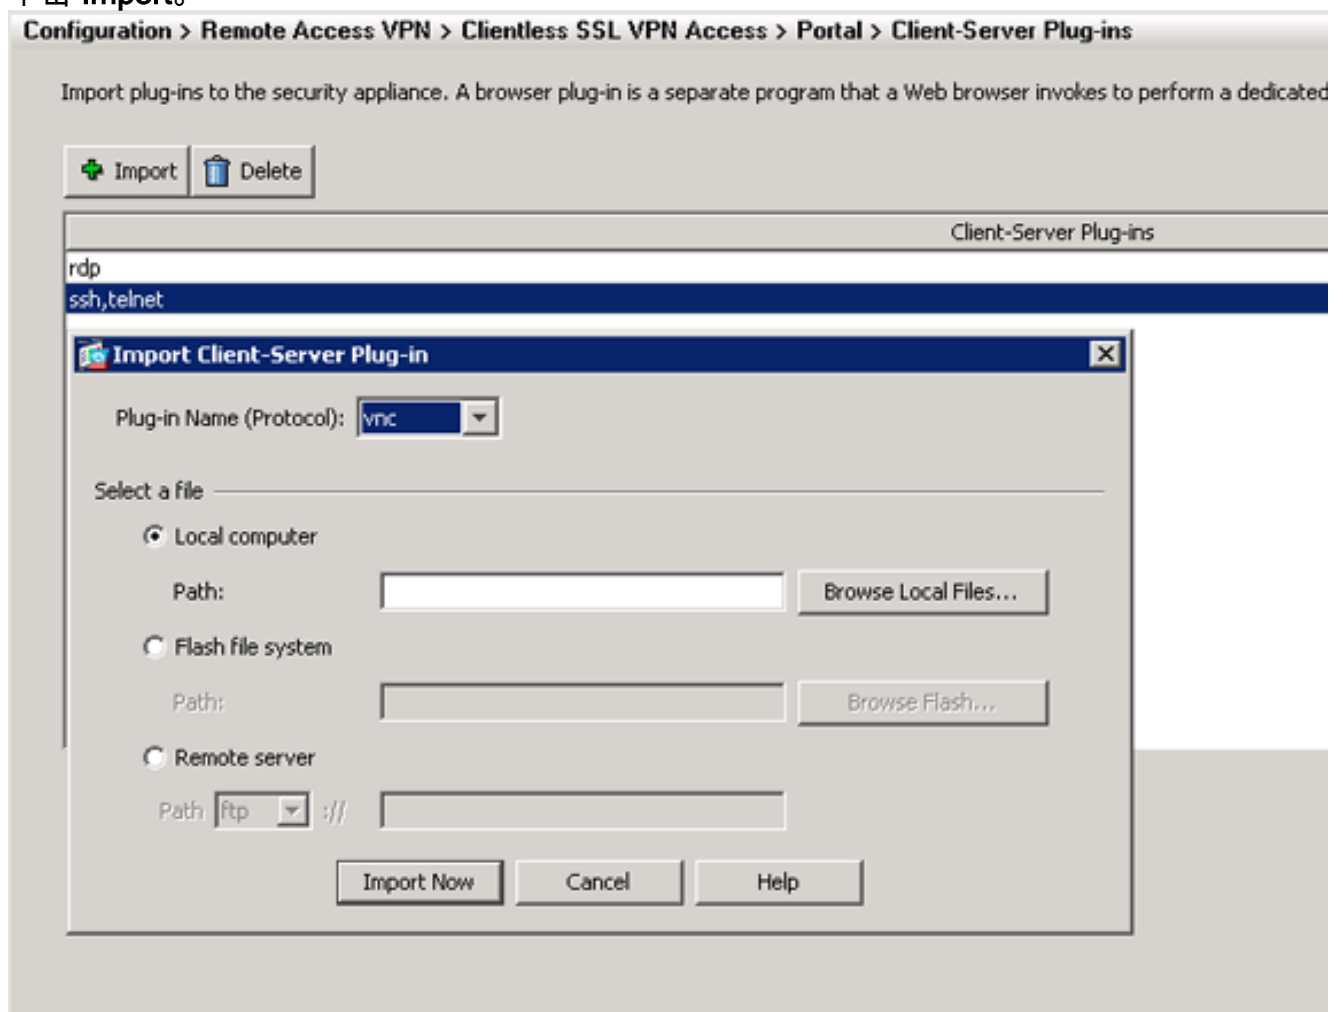 Import。
Configuration > Remote Access VPN > Clientless SSL VPN Access > Portal > Client-Server Plug-ins
Import plug-ins to the security appliance. A browser plug-in is a separate program that a Web browser invokes to perform a dedicated
Import Delete
Client-Server Plug-ins
rdp
ssh,telnet
Import Client-Server Plug-in
Plug-in Name (Protocol): vnc
Select a file
Local computer
Path: Browse Local Files...
Flash file system
Path: Browse Flash...
Remote server
Path ftp ://
Import Now Cancel Help